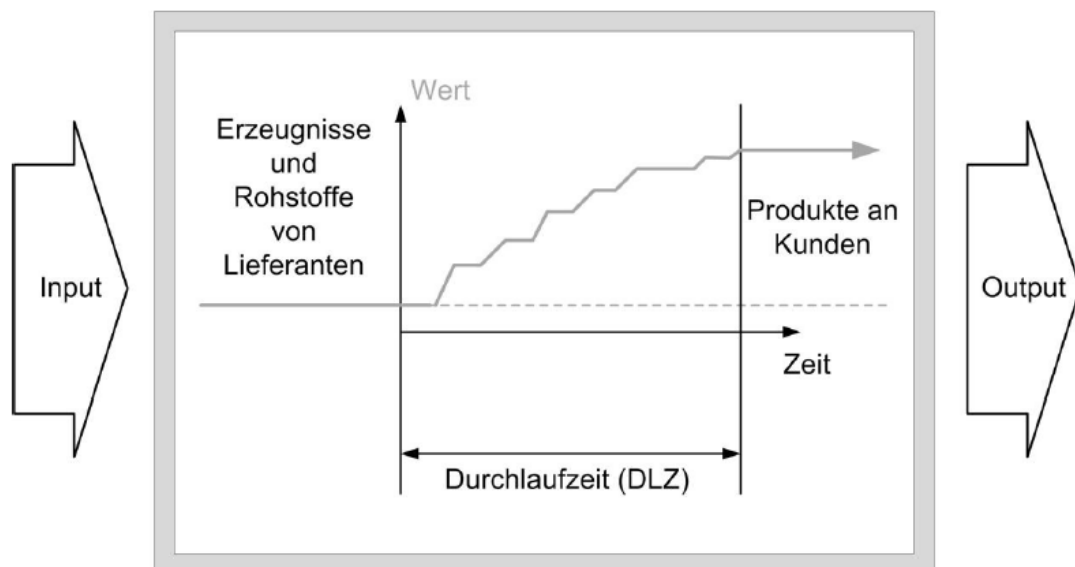 Input
Wert
Erzeugnisse
und
Rohstoffe
von
Lieferanten
Produkte an
Kunden
Zeit
Durchlaufzeit (DLZ)
Output